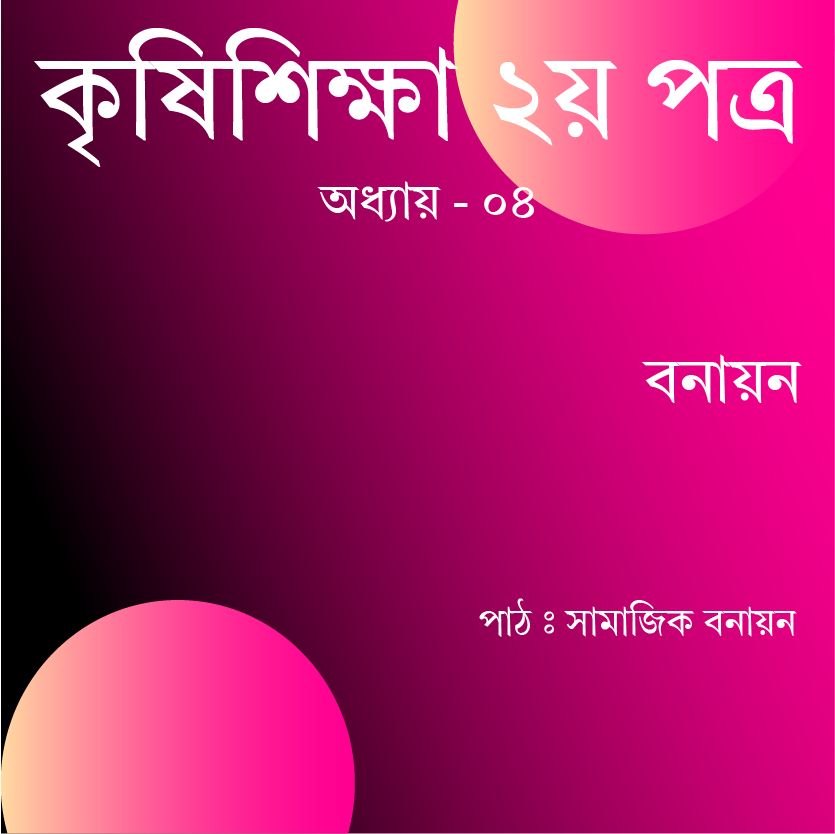 কৃষিশিক্ষা ২য় পত্র
অধ্যায় - ০৪
বনায়ন
পাঠ ঃ সামাজিক বনায়ন